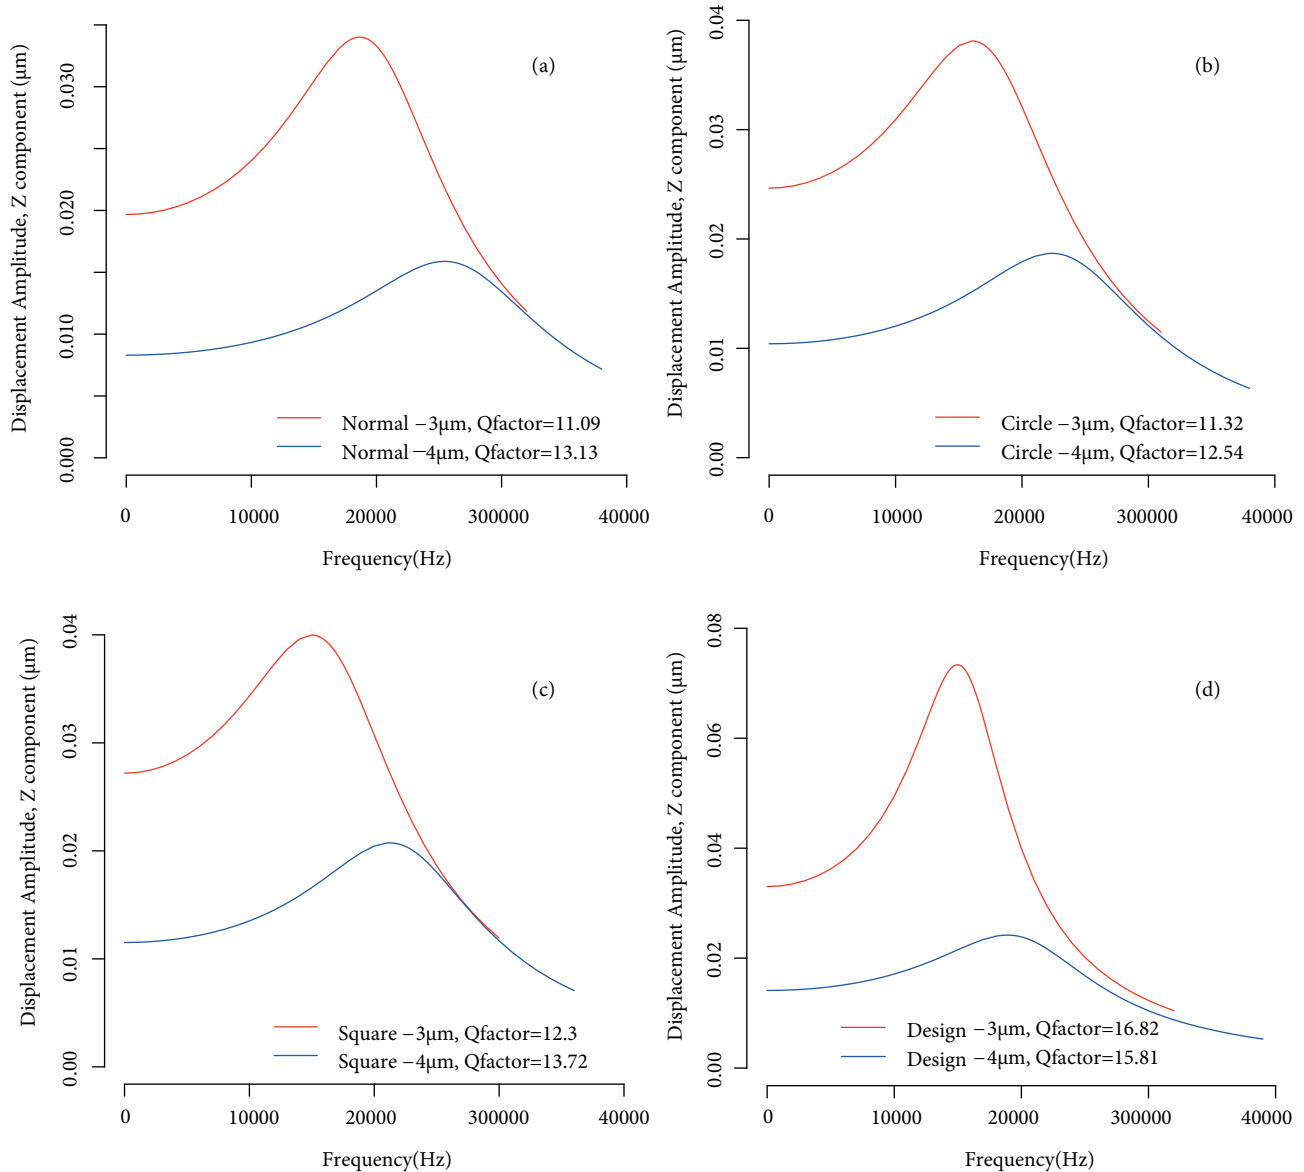 Displacement Amplitude, Z component (μm)
0.030
0.020
0.010
0.000
(a)
Normal −3μm, Qfactor=11.09
Normal −4μm, Qfactor=13.13
0 10000 20000 300000 40000
Frequency(Hz)
Displacement Amplitude, Z component (μm)
0.04
0.03
0.02
0.01
0.00
(b)
Circle −3μm, Qfactor=11.32
Circle −4μm, Qfactor=12.54
0 10000 20000 300000 40000
Frequency(Hz)
Displacement Amplitude, Z component (μm)
0.04
0.03
0.02
0.01
0.00
(c)
Square −3μm, Qfactor=12.3
Square −4μm, Qfactor=13.72
0 10000 20000 300000 40000
Frequency(Hz)
Displacement Amplitude, Z component (μm)
0.08
0.06
0.04
0.02
0.00
(d)
Design −3μm, Qfactor=16.82
Design −4μm, Qfactor=15.81
0 10000 20000 300000 40000
Frequency(Hz)